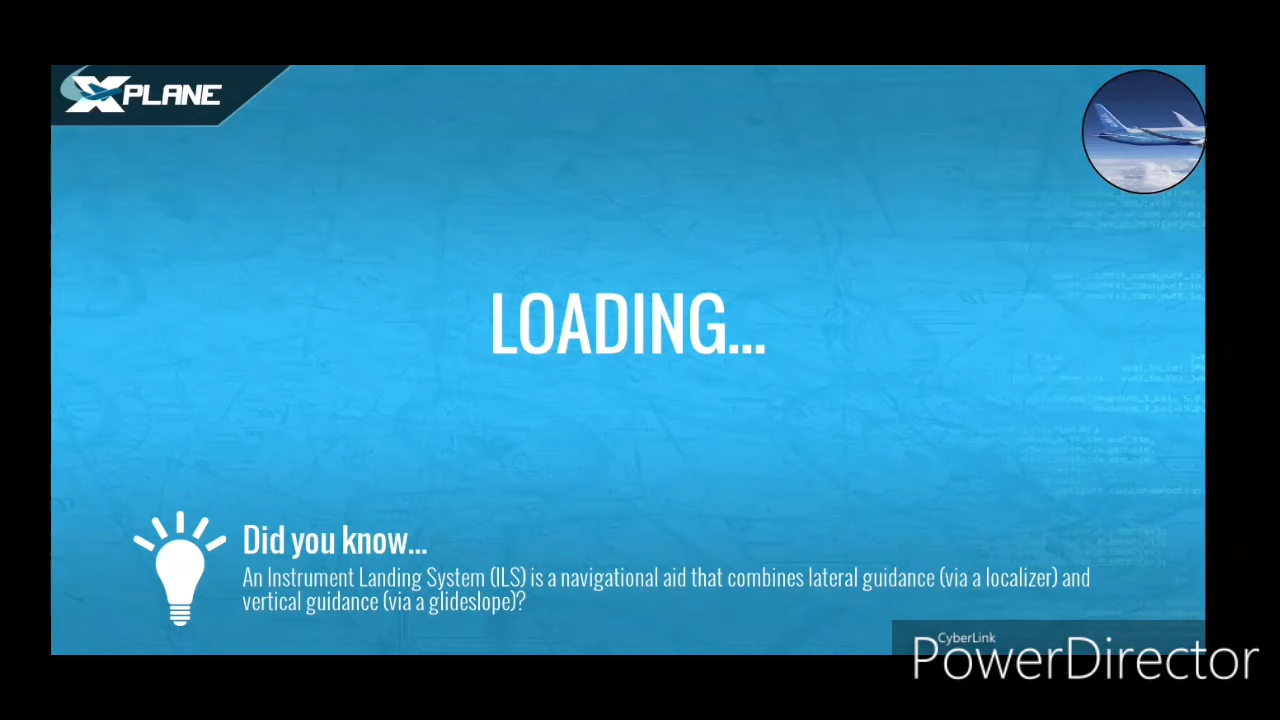 X PLANE
LOADING...
Did you know...
An Instrument Landing System (ILS) is a navigational aid that combines lateral guidance (via a localizer) and
vertical guidance (via a glideslope)?
CyberLink
PowerDirector